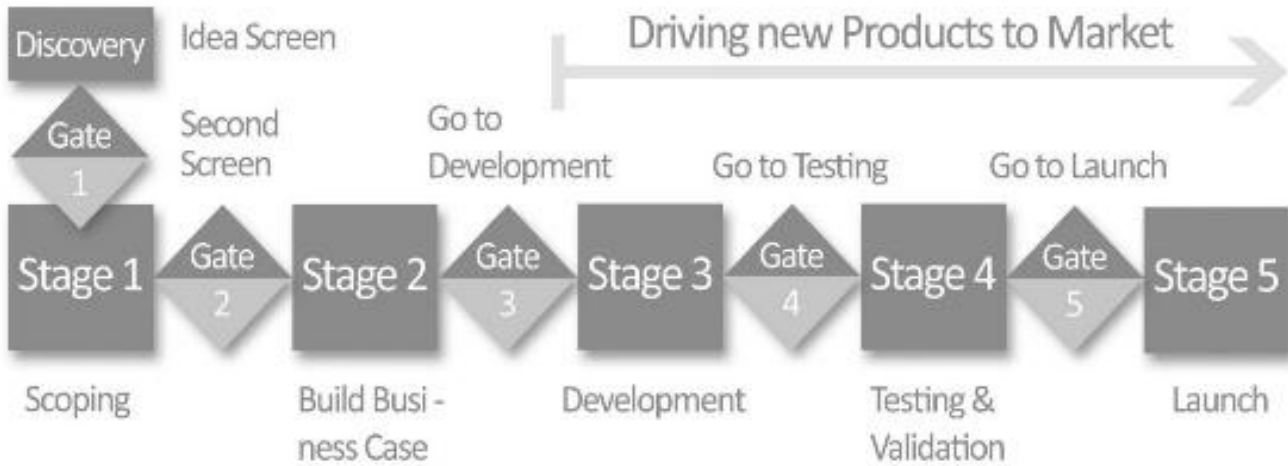 Discovery
Idea Screen
Driving new Products to Market
Gate
1
Second
Screen
Go to
Development
Go to Testing
Go to Launch
Stage 1
Gate
2
Stage 2
Gate
3
Stage 3
Gate
4
Stage 4
Gate
5
Stage 5
Scoping
Build Busi -
ness Case
Development
Testing &
Validation
Launch